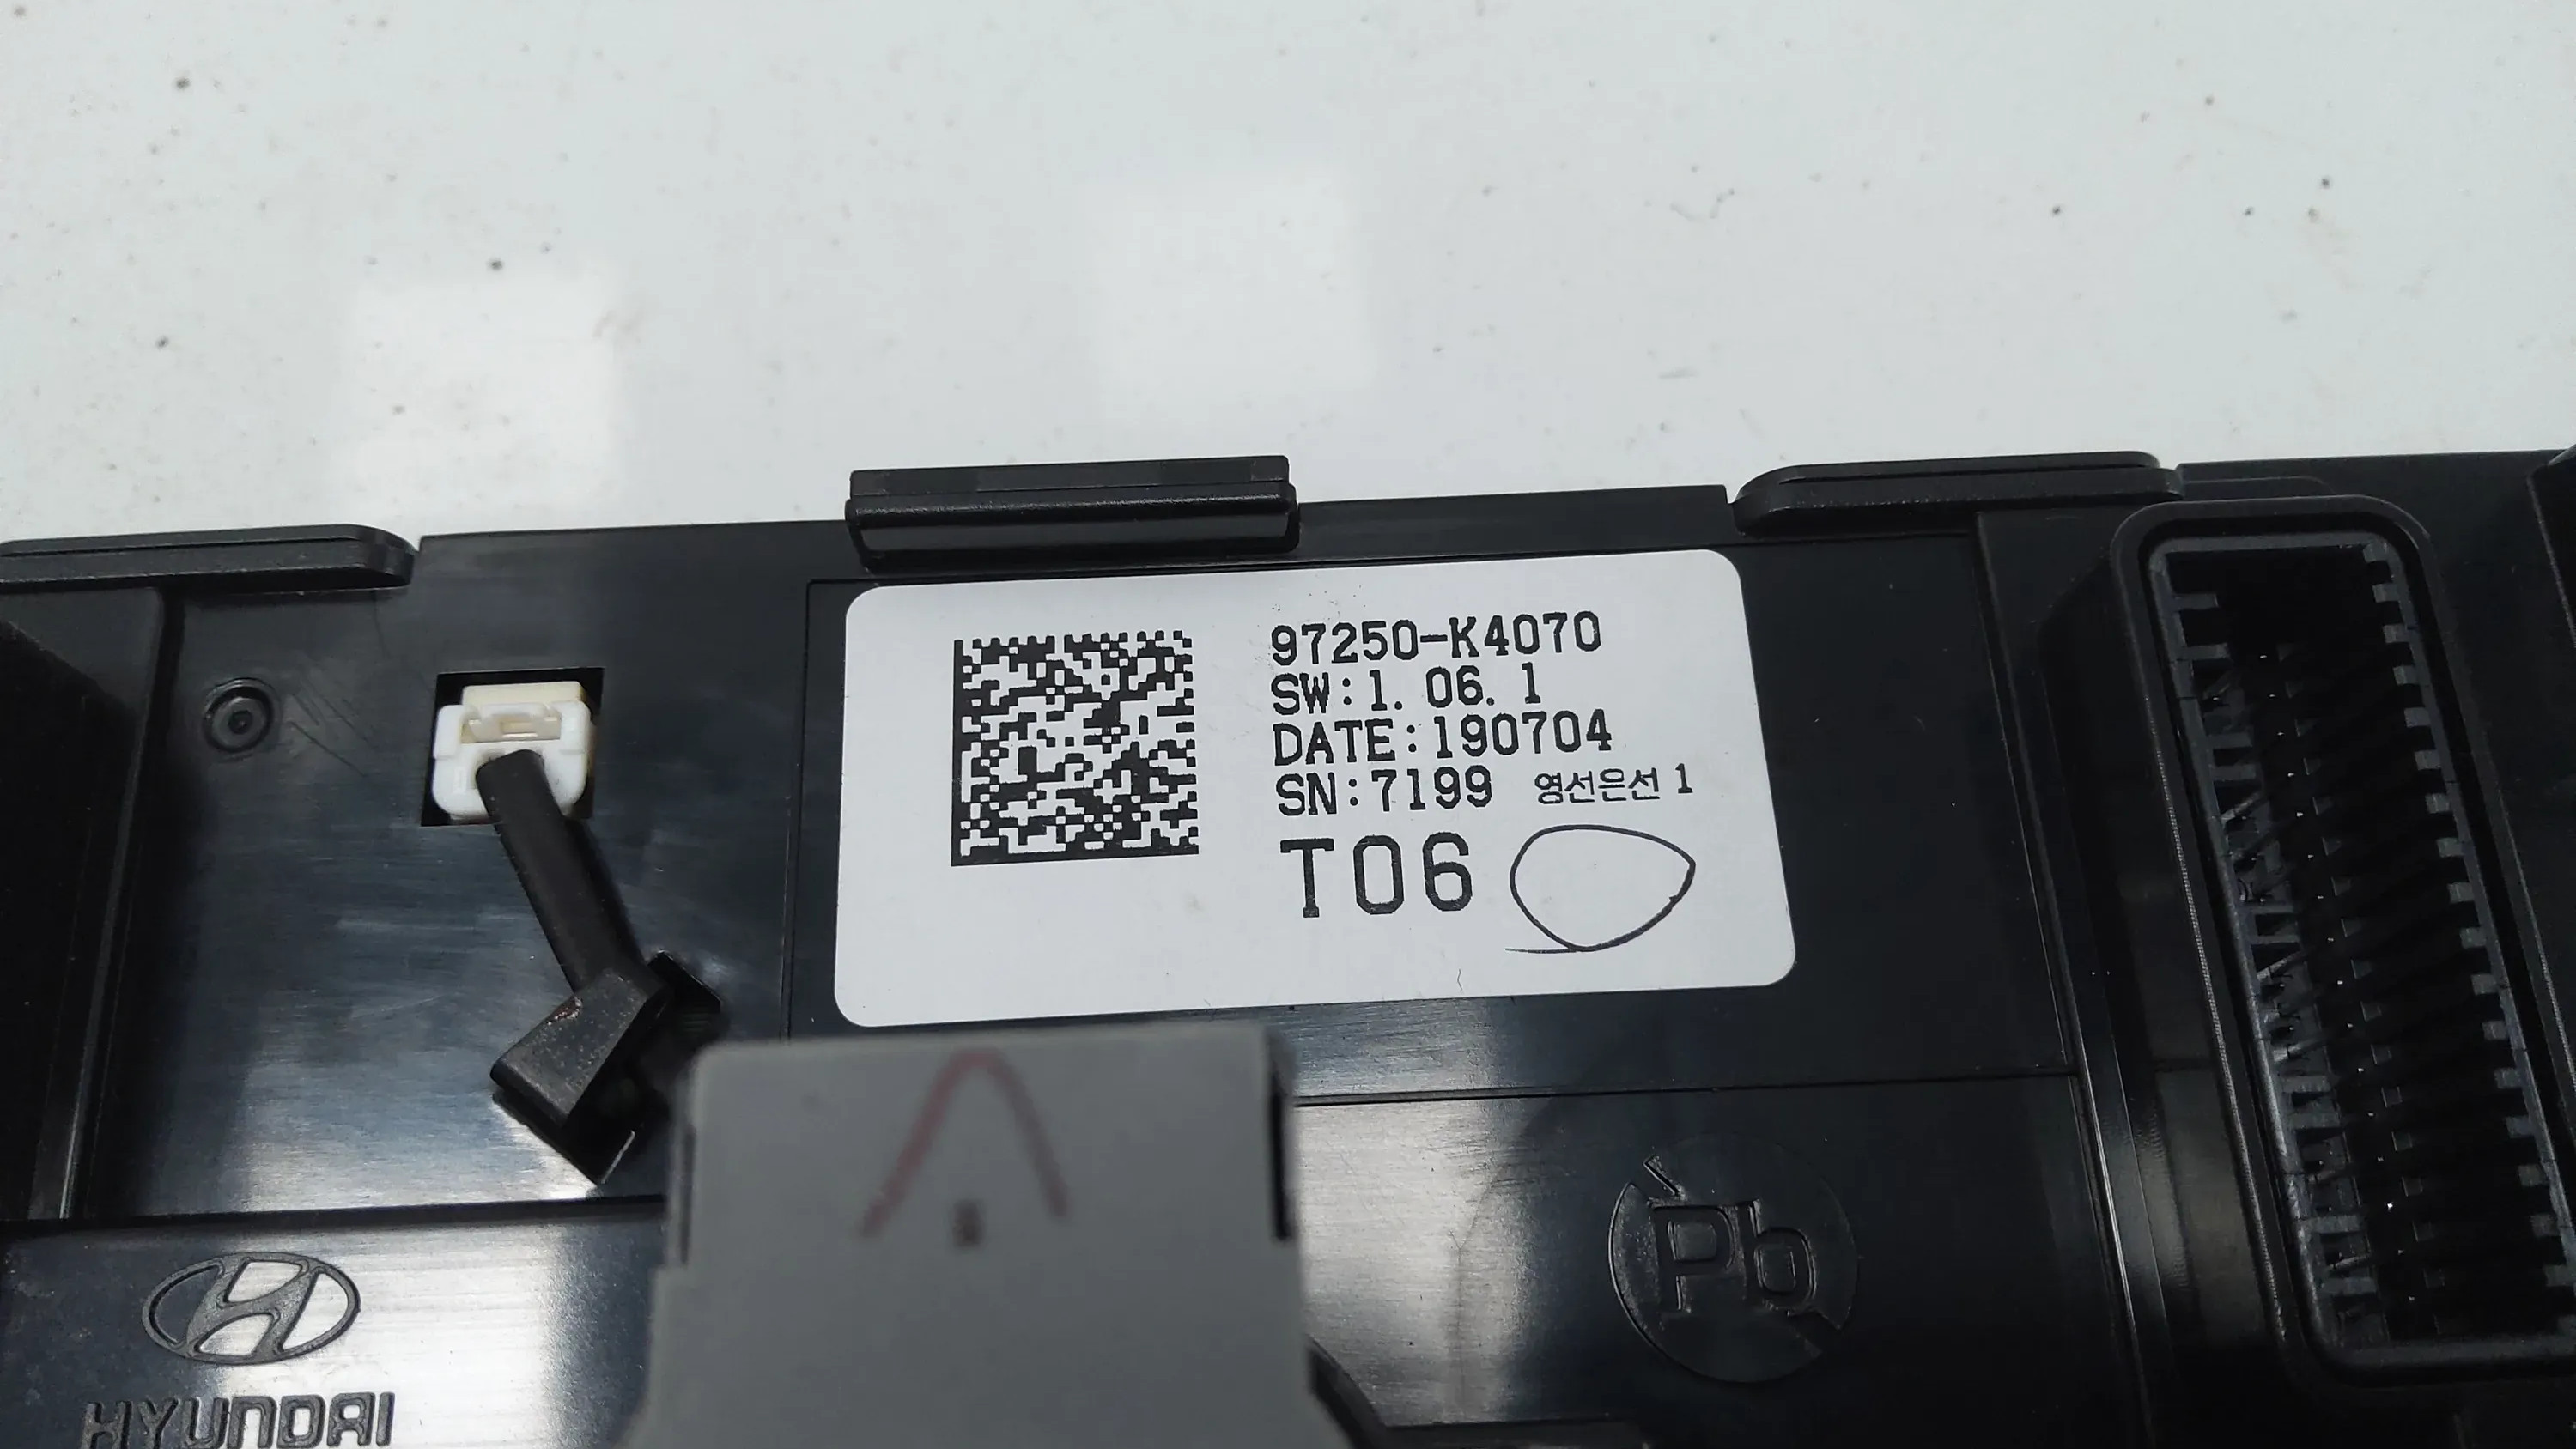 97250-K4070
SW:1. 06. 1
DATE:190704
SN:7199 영선은선 1
T06
Pb
HYUNDAI